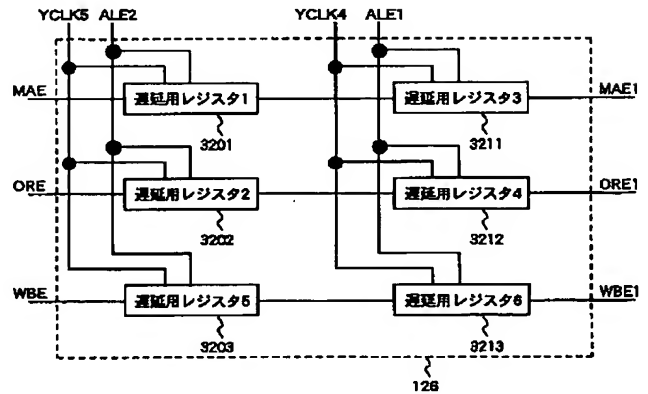 YCLK5 ALE2 YCLK4 ALE1
MAE 遅延用レジスタ1 遅延用レジスタ3 MAE1
3201 3211
ORE 遅延用レジスタ2 遅延用レジスタ4 ORE1
3202 3212
WBE 遅延用レジスタ5 遅延用レジスタ6 WBE1
3203 3213
126